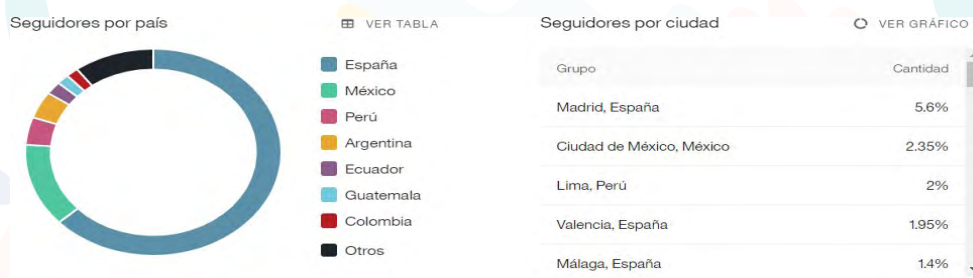 Seguidores por país
VER TABLA
España
México
Perú
Argentina
Ecuador
Guatemala
Colombia
Otros
Seguidores por ciudad
VER GRÁFICO
Grupo Cantidad
Madrid, España 5.6%
Ciudad de México, México 2.35%
Lima, Perú 2%
Valencia, España 1.95%
Málaga, España 1.4%